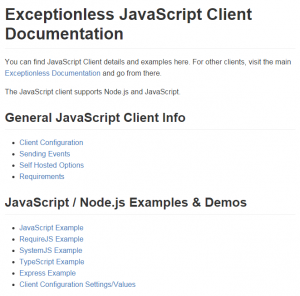 Exceptionless JavaScript Client
Documentation
You can find JavaScript Client details and examples here. For other clients, visit the main
Exceptionless Documentation and go from there.
The JavaScript client supports Node.js and JavaScript.
General JavaScript Client Info
Client Configuration
Sending Events
Self Hosted Options
Requirements
JavaScript / Node.js Examples & Demos
JavaScript Example
RequireJS Example
SystemJS Example
TypeScript Example
Express Example
Client Configuration Settings/Values